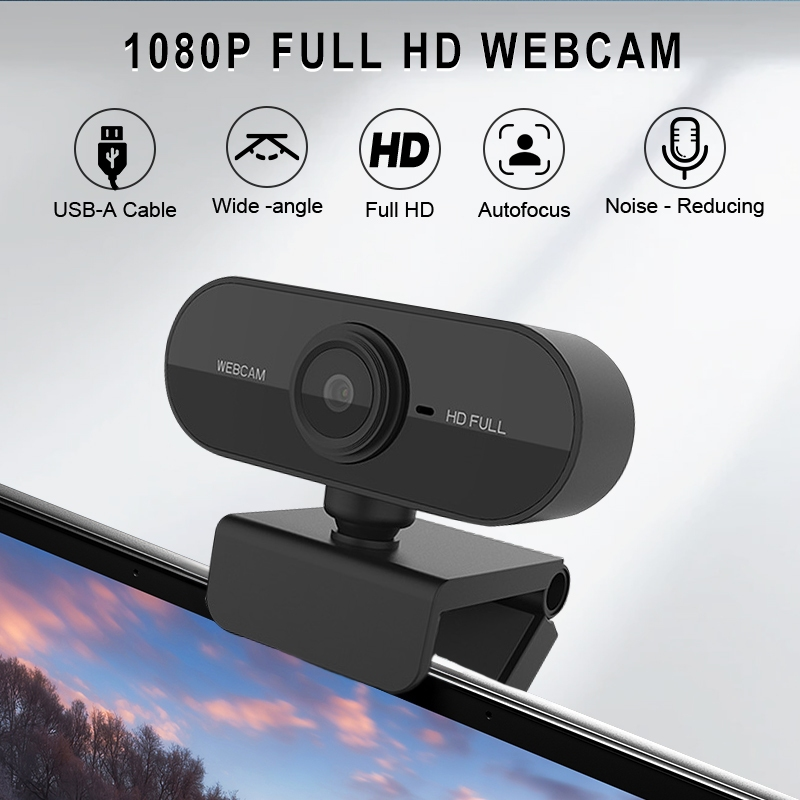 1080P FULL HD WEBCAM
HD
USB-A Cable
Wide -angle
Full HD
Autofocus
Noise - Reducing
WEBCAM
HD FULL